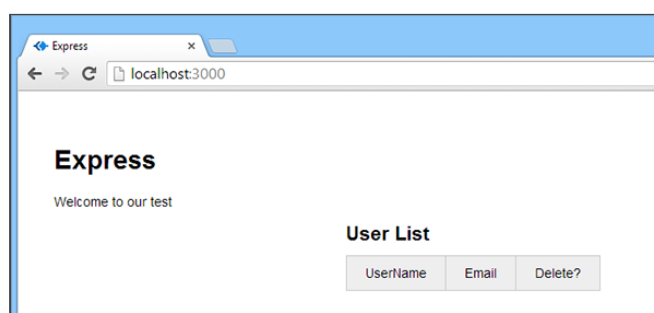 Express
localhost:3000
Express
Welcome to our test
User List
UserName Email Delete?